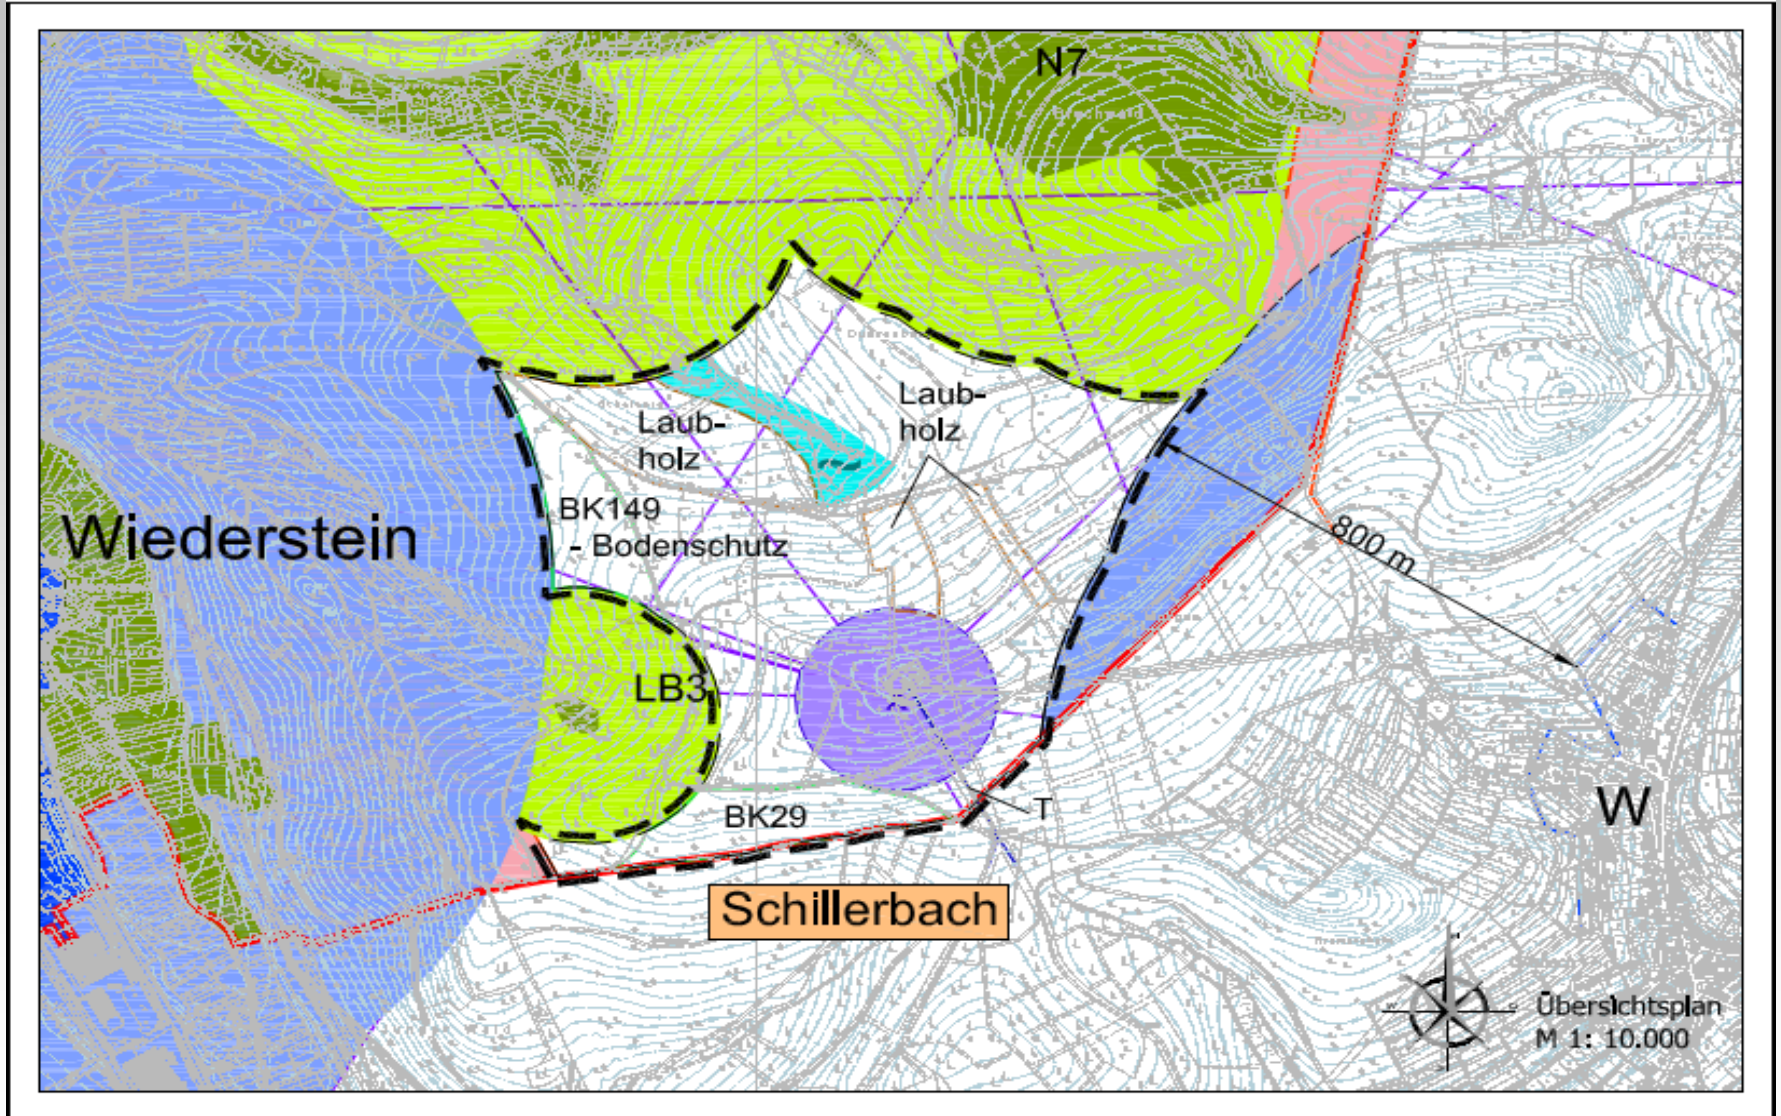 N7
Laub-
holz
Laub-
holz
BK149
- Bodenschutz
Wiederstein
800 m
LB3
BK29
T
W
Schillerbach
Übersichtsplan
M 1: 10.000